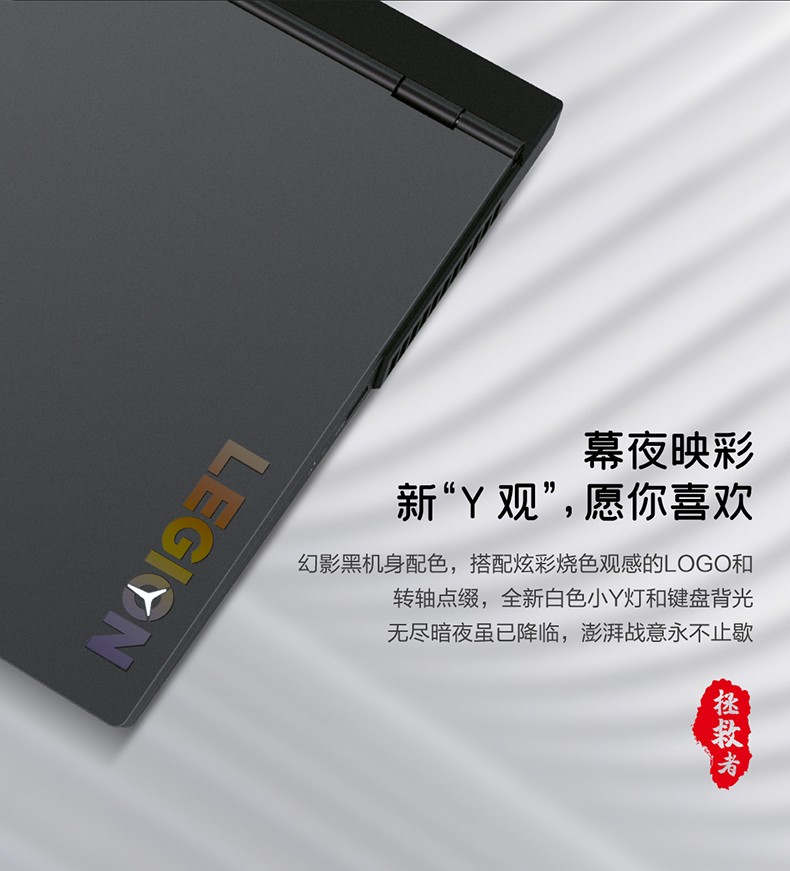 LEGION
幕夜映彩
新“Y 观”,愿你喜欢
幻影黑机身配色，搭配炫彩烧色观感的LOGO和
转轴点缀，全新白色小Y灯和键盘背光
无尽暗夜虽已降临，澎湃战意永不止歇
拯救者